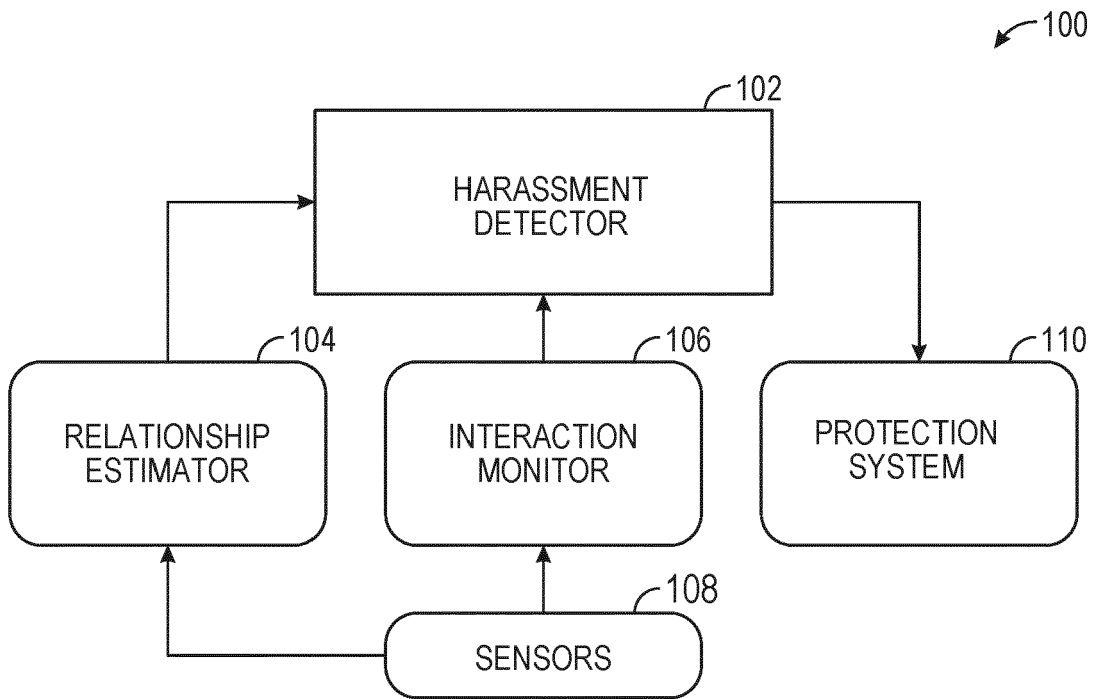 100
102
HARASSMENT
DETECTOR
104
106
110
RELATIONSHIP
ESTIMATOR
INTERACTION
MONITOR
PROTECTION
SYSTEM
108
SENSORS